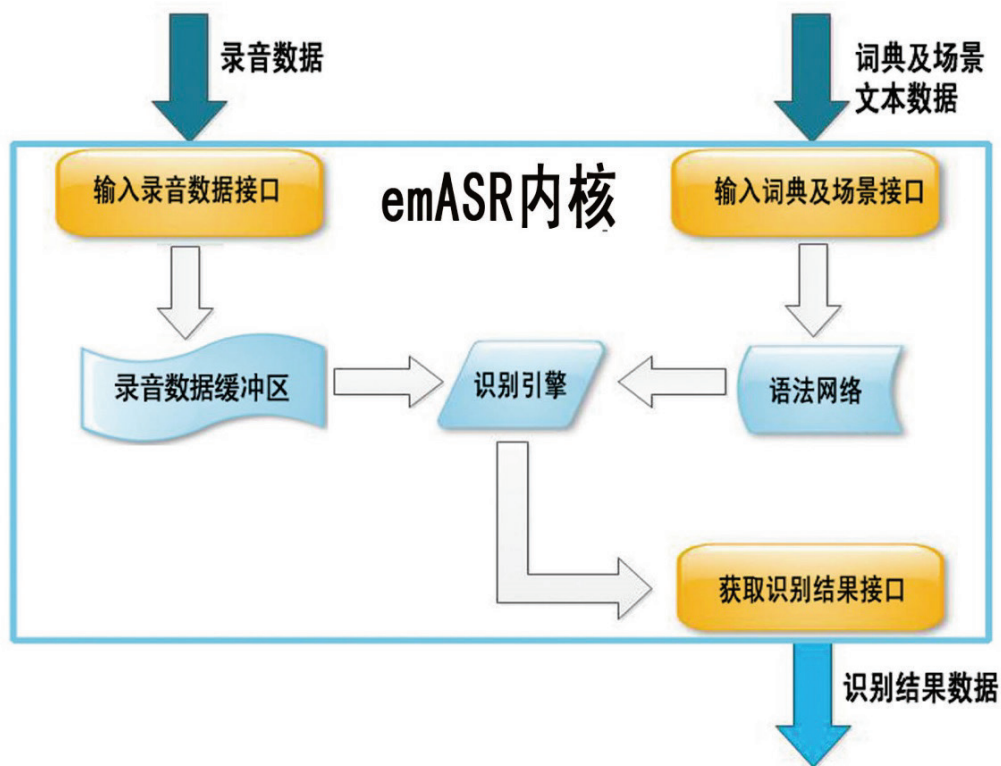 录音数据
词典及场景
文本数据
输入录音数据接口
emASR内核
输入词典及场景接口
录音数据缓冲区
识别引擎
语法网络
获取识别结果接口
识别结果数据